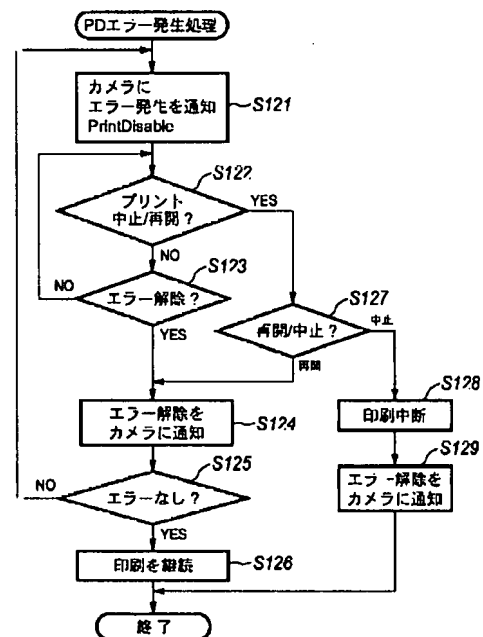 PDエラー発生処理
カメラに
エラー発生を通知
PrintDisable
S121
プリント
中止/再開？
S122
YES
NO
エラー解除？
S123
NO
YES
再開/中止？
S127
中止
再開
エラー解除を
カメラに通知
S124
印刷中断
S128
エラー解除を
カメラに通知
S129
エラーなし？
S125
NO
YES
印刷を継続
S126
終了